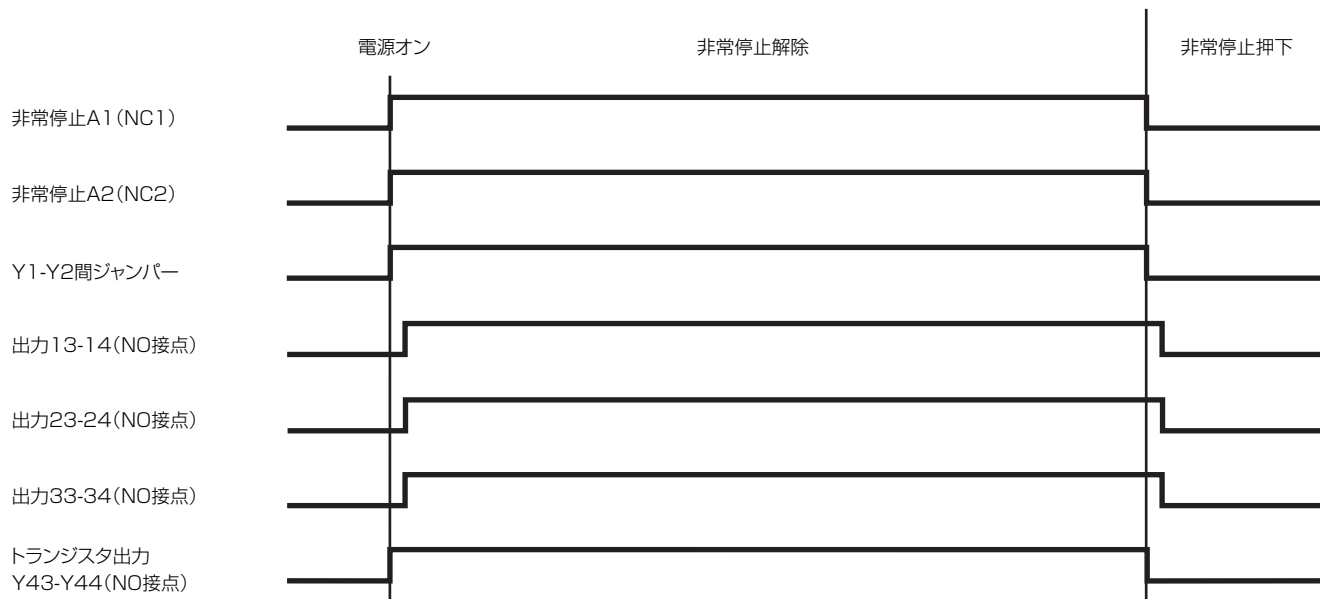 電源オン
非常停止解除
非常停止押下
非常停止A1(NC1)
非常停止A2(NC2)
Y1-Y2間ジャンパー
出力13-14(NO接点)
出力23-24(NO接点)
出力33-34(NO接点)
トランジスタ出力
Y43-Y44(NO接点)